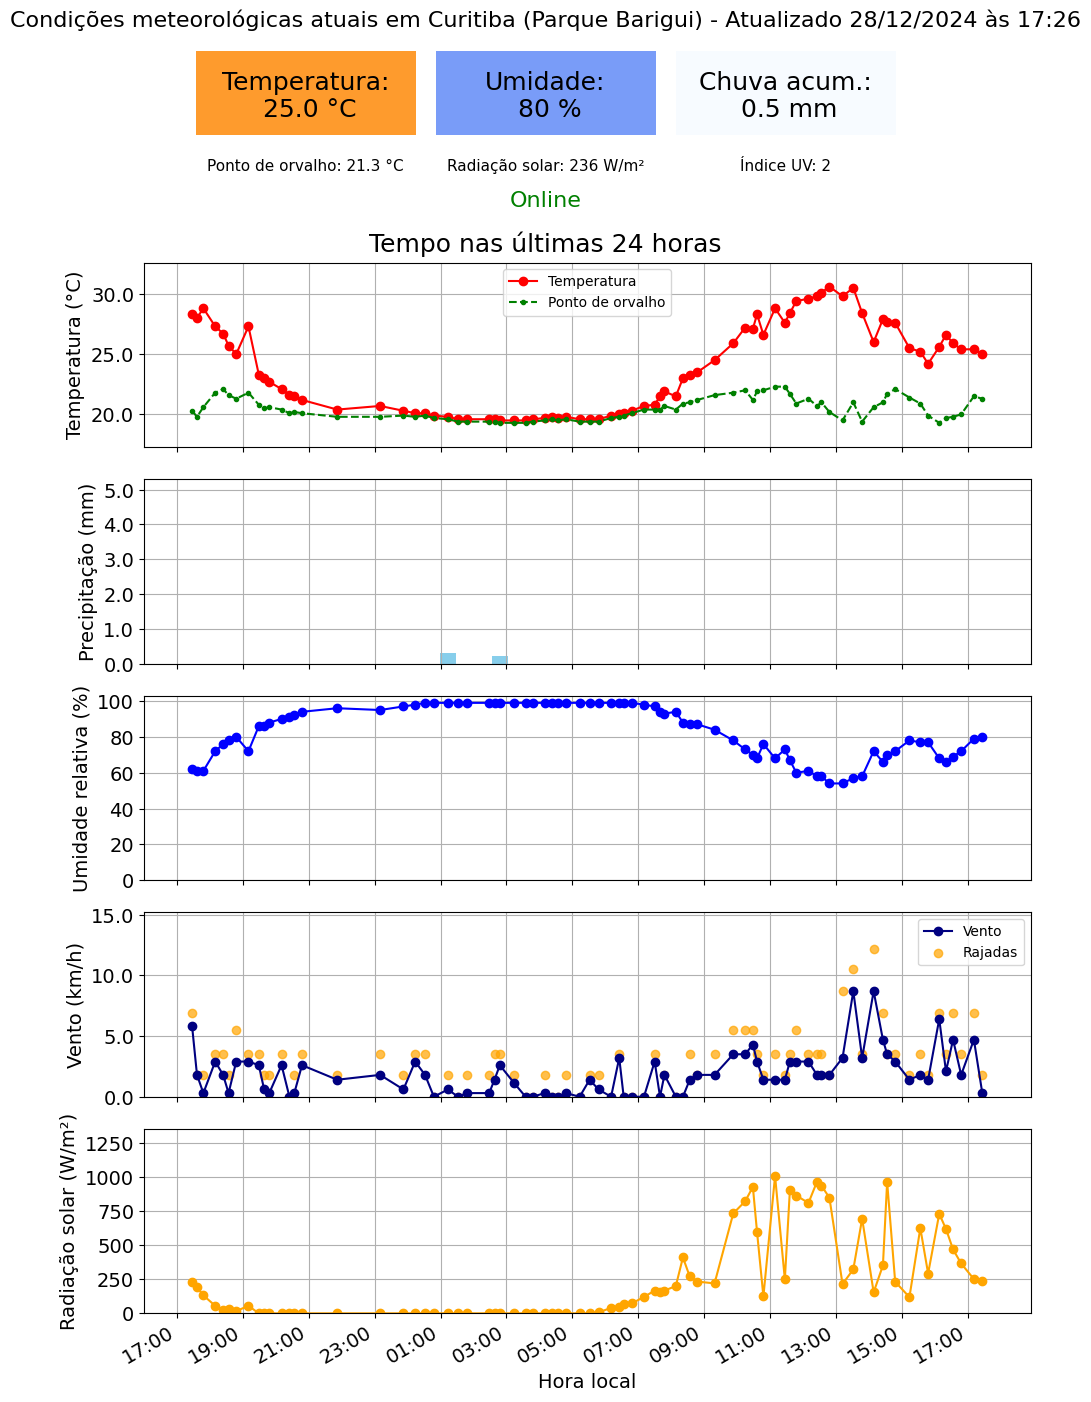 Condições meteorológicas atuais em Curitiba (Parque Barigui) - Atualizado 28/12/2024 às 17:26
Temperatura:
25.0 °C
Umidade:
80 %
Chuva acum.:
0.5 mm
Ponto de orvalho: 21.3 °C
Radiação solar: 236 W/m²
Índice UV: 2
Online
Tempo nas últimas 24 horas
Temperatura (°C)
30.0
25.0
20.0
Temperatura
Ponto de orvalho
Precipitação (mm)
5.0
4.0
3.0
2.0
1.0
0.0
Umidade relativa (%)
100
80
60
40
20
0
Vento (km/h)
15.0
10.0
5.0
0.0
Vento
Rajadas
Radiação solar (W/m²)
1250
1000
750
500
250
0
17:00
19:00
21:00
23:00
01:00
03:00
05:00
07:00
09:00
11:00
13:00
15:00
17:00
Hora local